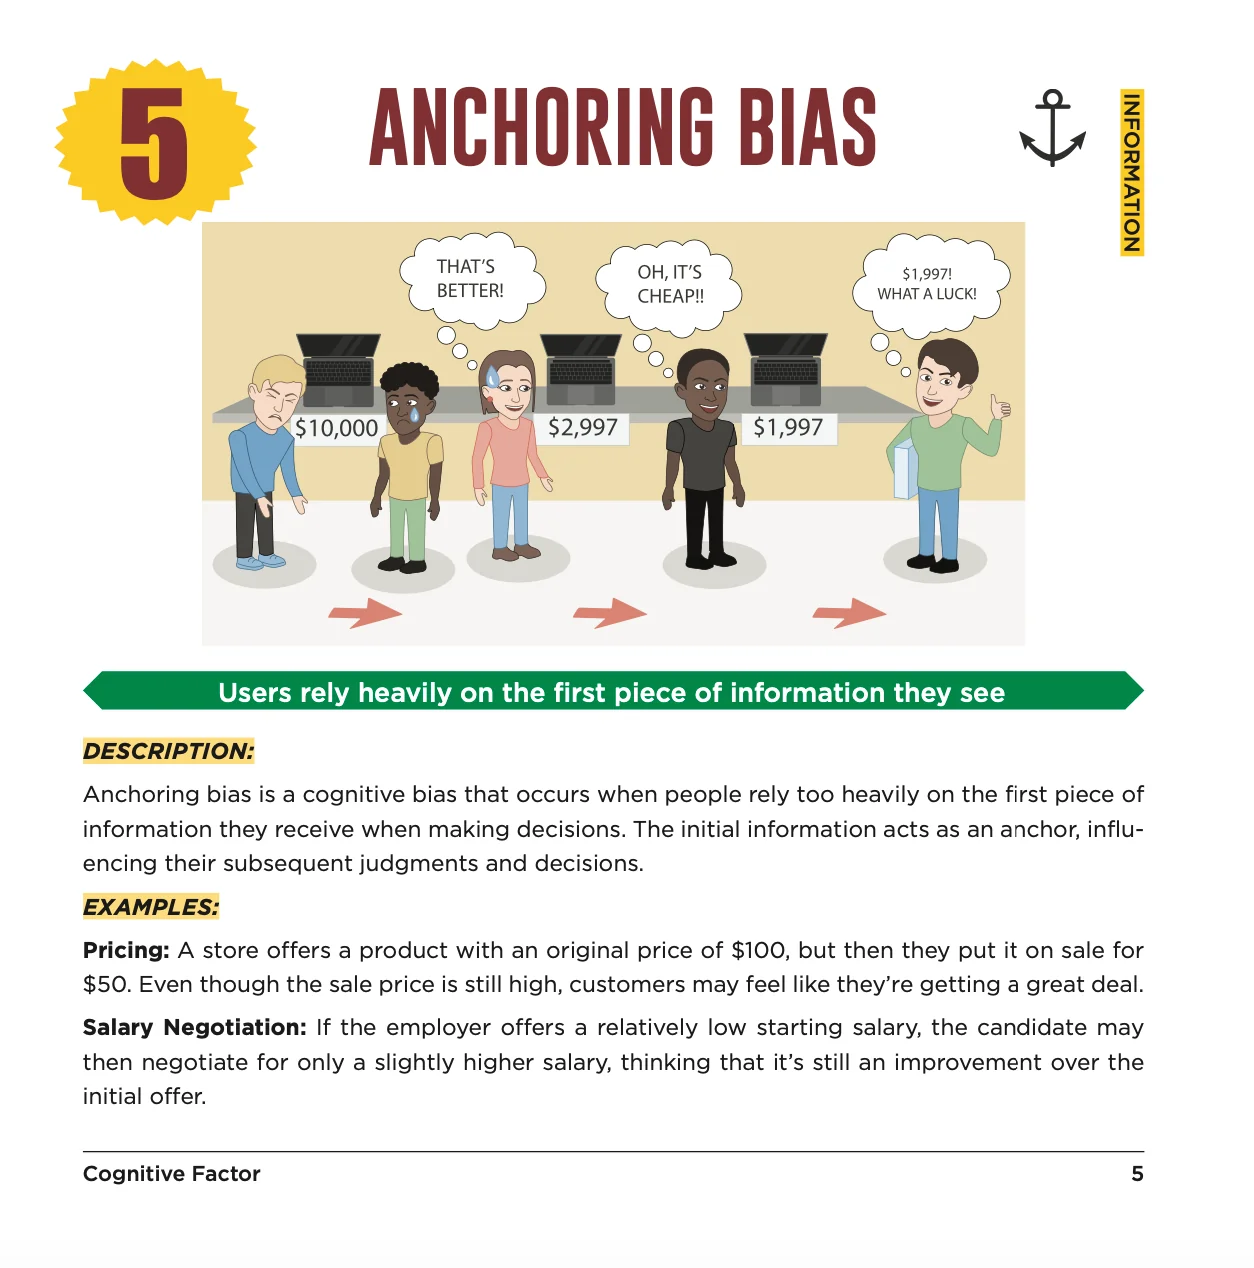 5
ANCHORING BIAS
INFORMATION
THAT'S
BETTER!
OH, IT'S
CHEAP!!
$1,997!
WHAT A LUCK!
$10,000
$2,997
$1,997
Users rely heavily on the first piece of information they see
DESCRIPTION:
Anchoring bias is a cognitive bias that occurs when people rely too heavily on the first piece of
information they receive when making decisions. The initial information acts as an anchor, influ-
encing their subsequent judgments and decisions.
EXAMPLES:
Pricing: A store offers a product with an original price of $100, but then they put it on sale for
$50. Even though the sale price is still high, customers may feel like they're getting a great deal.
Salary Negotiation: If the employer offers a relatively low starting salary, the candidate may
then negotiate for only a slightly higher salary, thinking that it's still an improvement over the
initial offer.
Cognitive Factor
5